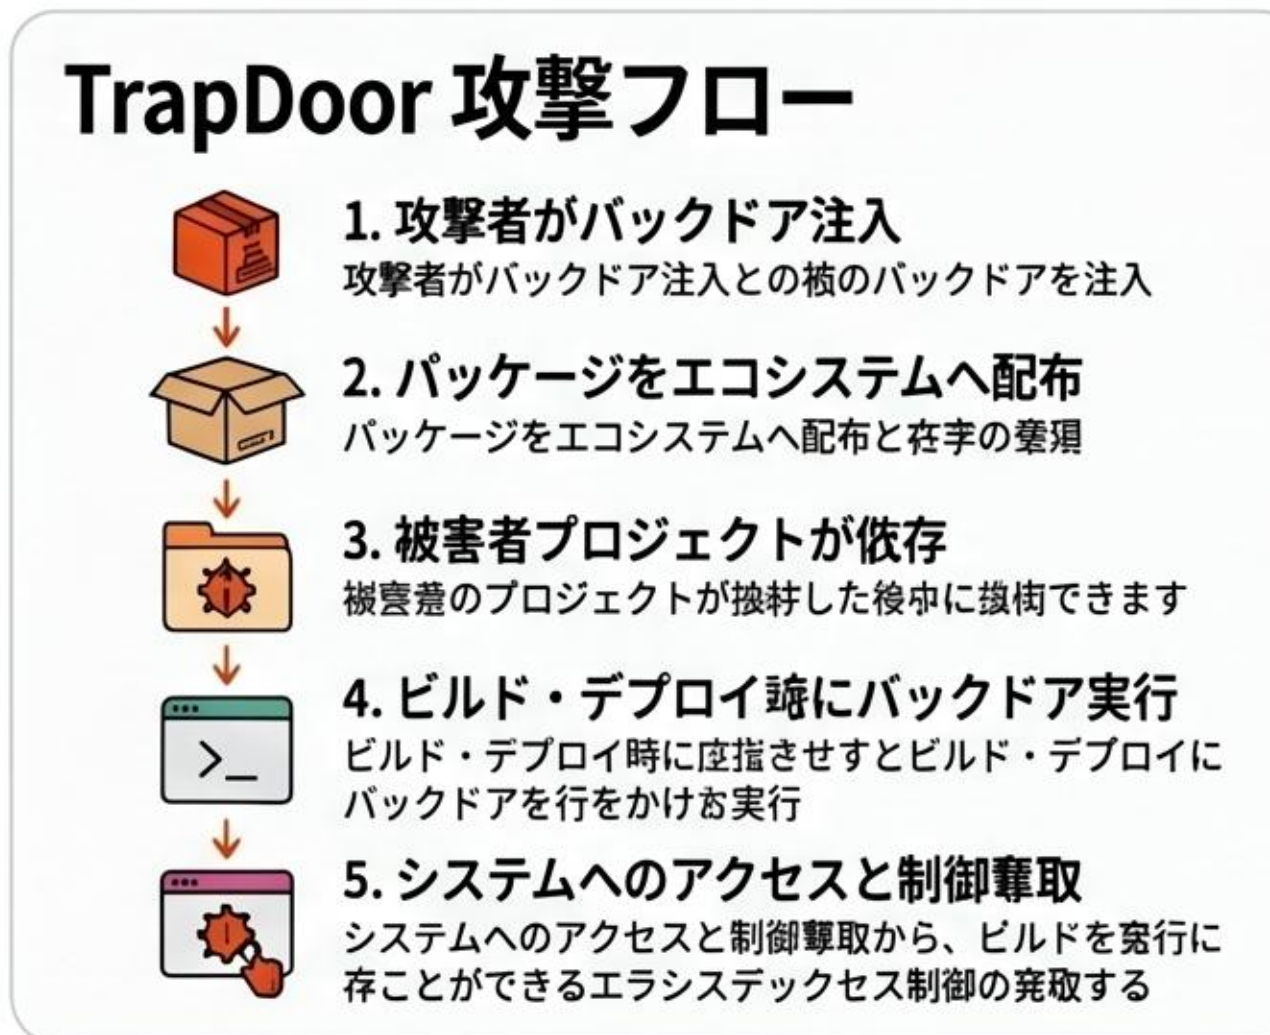 TrapDoor 攻撃フロー
1. 攻撃者がバックドア注入
攻撃者がバックドア注入との のバックドアを注入
2. パッケージをエコシステムへ配布
パッケージをエコシステムへ配布と の
3. 被害者プロジェクトが依存
のプロジェクトが した に できます
4. ビルド・デプロイ にバックドア実行
ビルド・デプロイ時に きせすとビルド・デプロイに
バックドアを行をかけ 実行
5. システムへのアクセスと制御 取
システムへのアクセスと制御 取から、ビルドを 行に
存ことができるエラシスデックセス制御の 取する